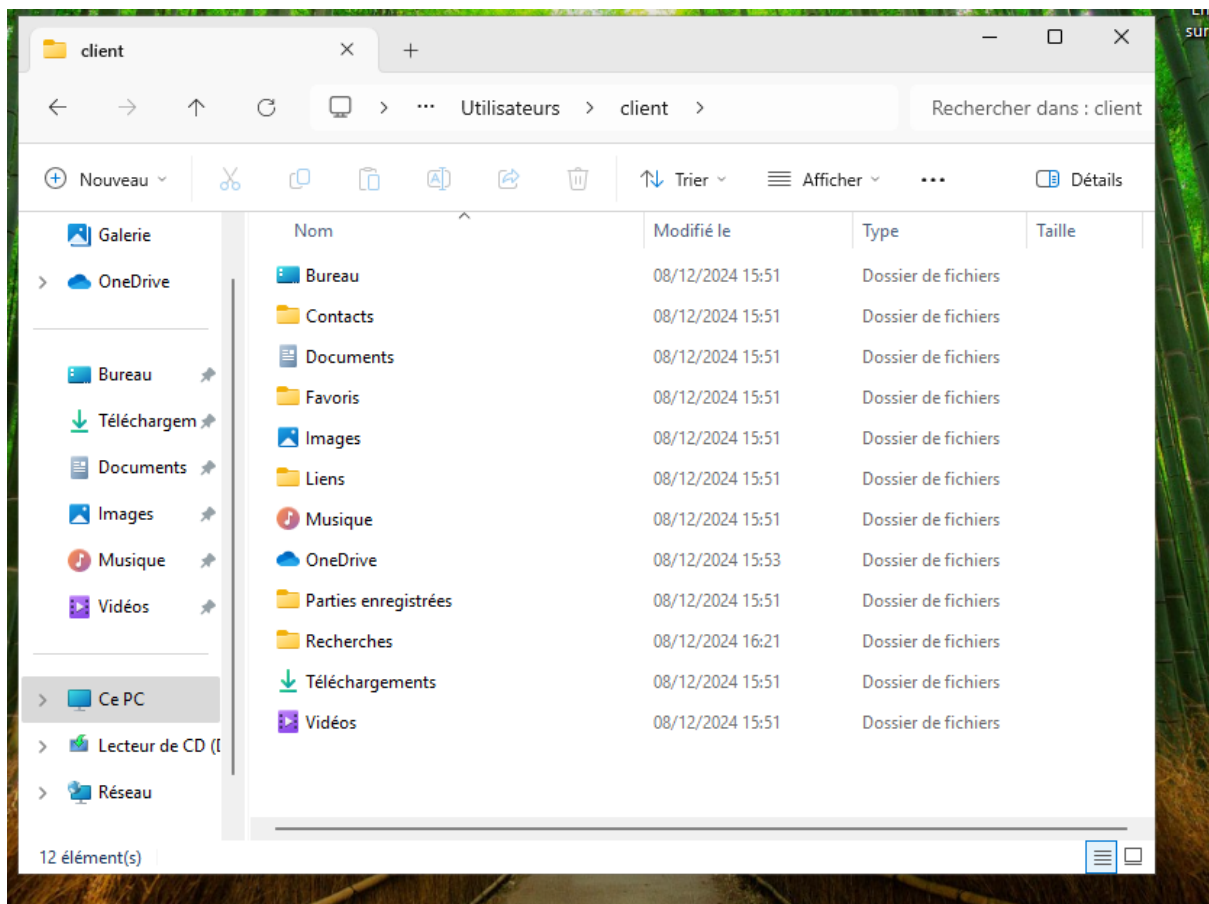 sur
client
Utilisateurs > client >
Rechercher dans : client
Nouveau
Trier
Afficher
Détails
Galerie
OneDrive
Bureau
Téléchargem
Documents
Images
Musique
Vidéos
Ce PC
Lecteur de CD (
Réseau
Nom Modifié le Type Taille
Bureau 08/12/2024 15:51 Dossier de fichiers
Contacts 08/12/2024 15:51 Dossier de fichiers
Documents 08/12/2024 15:51 Dossier de fichiers
Favoris 08/12/2024 15:51 Dossier de fichiers
Images 08/12/2024 15:51 Dossier de fichiers
Liens 08/12/2024 15:51 Dossier de fichiers
Musique 08/12/2024 15:51 Dossier de fichiers
OneDrive 08/12/2024 15:53 Dossier de fichiers
Parties enregistrées 08/12/2024 15:51 Dossier de fichiers
Recherches 08/12/2024 16:21 Dossier de fichiers
Téléchargements 08/12/2024 15:51 Dossier de fichiers
Vidéos 08/12/2024 15:51 Dossier de fichiers
12 élément(s)